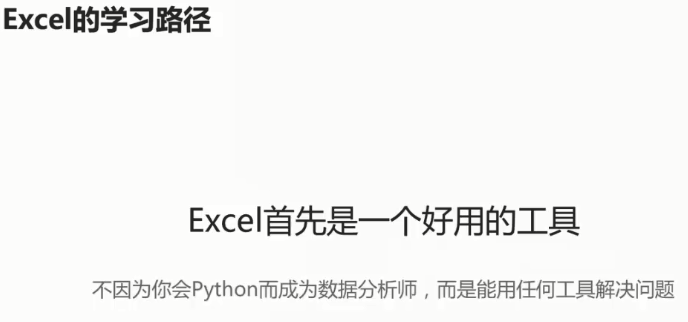 Excel的学习路径
Excel首先是一个好用的工具
不因为你会Python而成为数据分析师，而是能用任何工具解决问题